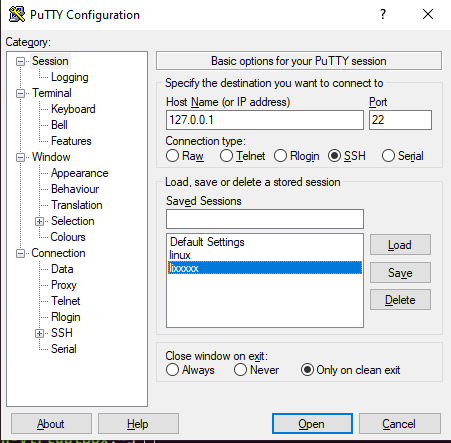 PuTTY Configuration
?
Category:
Session
Logging
Terminal
Keyboard
Bell
Features
Window
Appearance
Behaviour
Translation
Selection
Colours
Connection
Data
Proxy
Telnet
Rlogin
SSH
Serial
Basic options for your PuTTY session
Specify the destination you want to connect to
Host Name (or IP address) Port
127.0.0.1 22
Connection type:
Raw Telnet Rlogin SSH Serial
Load, save or delete a stored session
Saved Sessions
Default Settings
linux
lixxxxx
Load
Save
Delete
Close window on exit:
Always Never Only on clean exit
About Help Open Cancel